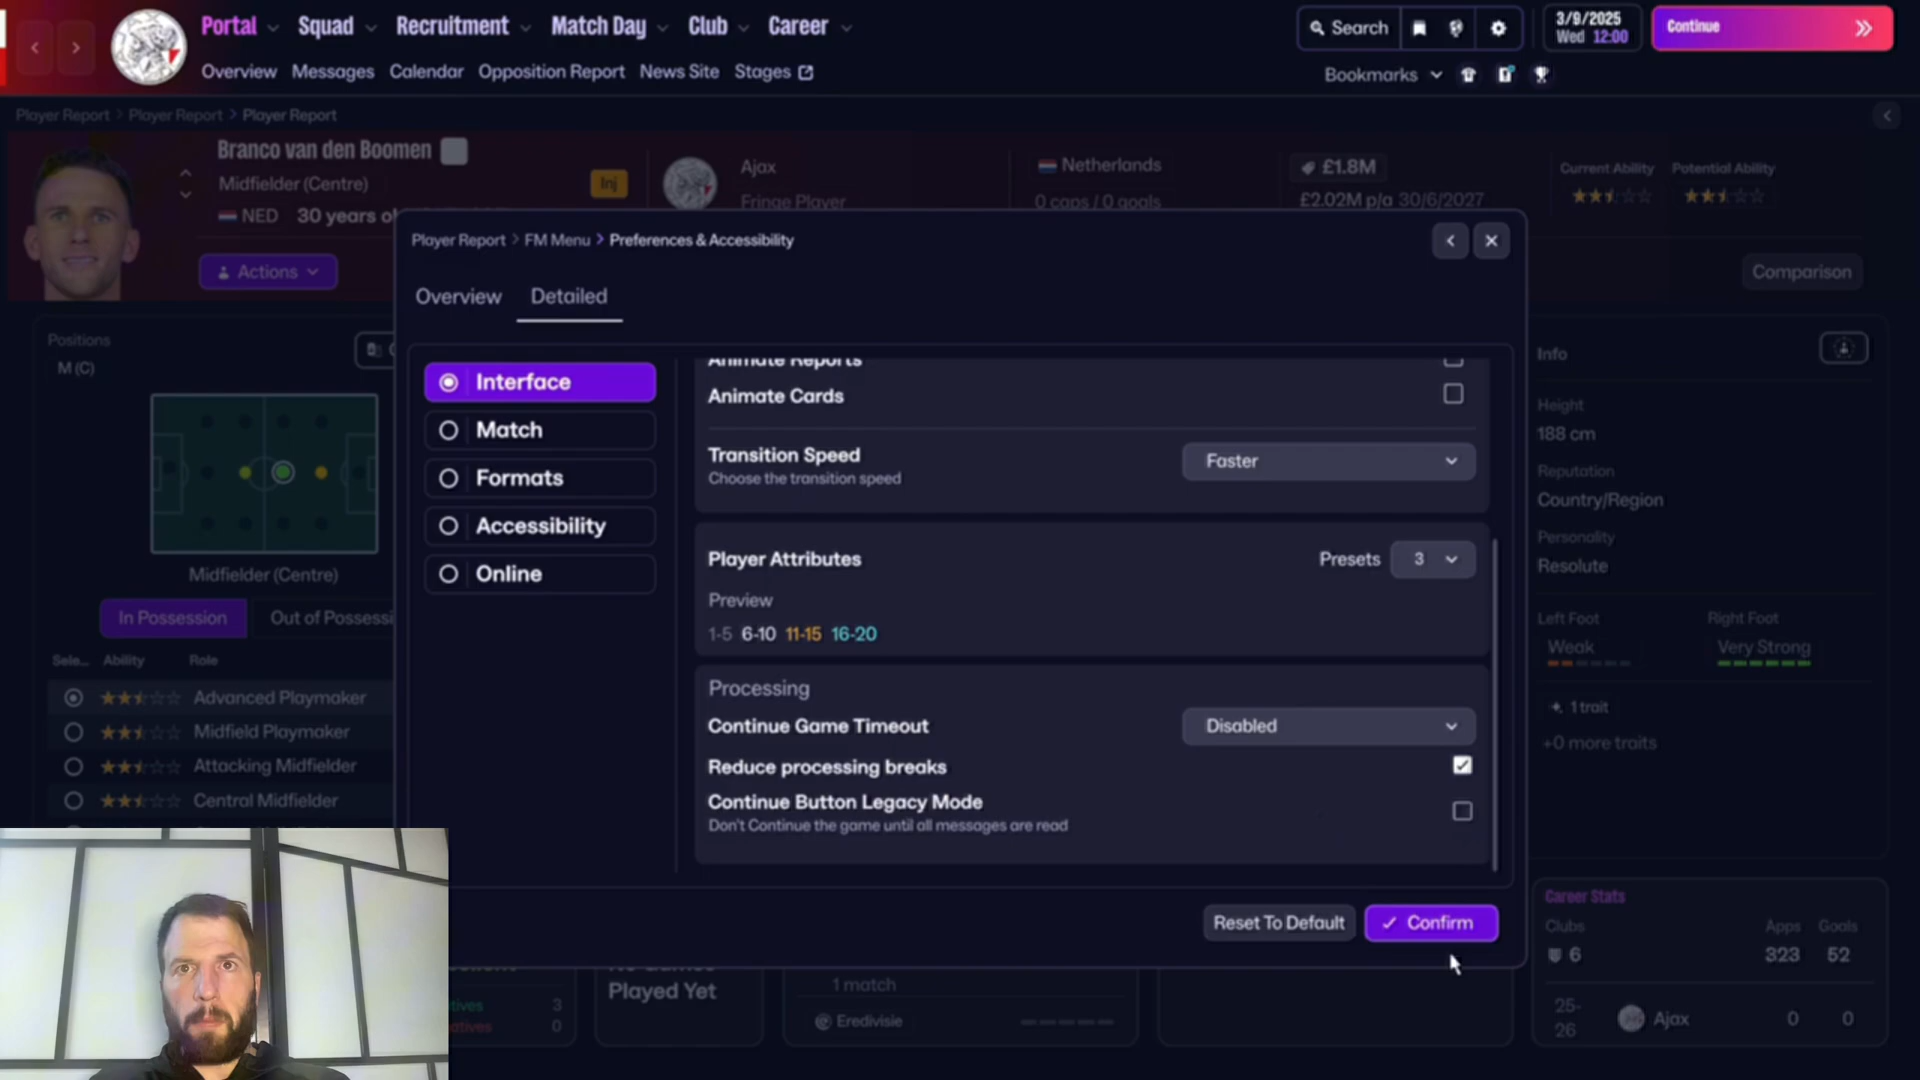 Portal Squad Recruitment Match Day Club Career
Search
3/9/2025
Wed 12:00
Continue
Overview Messages Calendar Opposition Report News Site Stages
Bookmarks
Player Report > Player Report > Player Report
Branco van den Boomen
Midfielder (Centre)
Inj
NED 30 years
Actions
Ajax
Fringe Player
Netherlands
0 caps / 0 goals
£1.8M
£2.02M p/a 30/6/2027
Current Ability Potential Ability
Comparison
Player Report > FM Menu > Preferences & Accessibility
Overview Detailed
Interface
Match
Formats
Accessibility
Online
Animate Reports
Animate Cards
Transition Speed
Choose the transition speed
Faster
Player Attributes
Presets 3
Preview
1-5 6-10 11-15 16-20
Processing
Continue Game Timeout
Disabled
Reduce processing breaks
Continue Button Legacy Mode
Don't Continue the game until all messages are read
Reset To Default
Confirm
Positions
M (C)
Midfielder (Centre)
In Possession Out of Possessi
Sele... Ability Role
Advanced Playmaker
Midfield Playmaker
Attacking Midfielder
Central Midfielder
Info
Height
188 cm
Reputation
Country/Region
Personality
Resolute
Left Foot Right Foot
Weak Very Strong
1 trait
+0 more traits
Career Stats
Clubs Apps Goals
6 323 52
25-
26
Ajax 0 0
tives 3
atives 0
Played Yet
1 match
Eredivisie